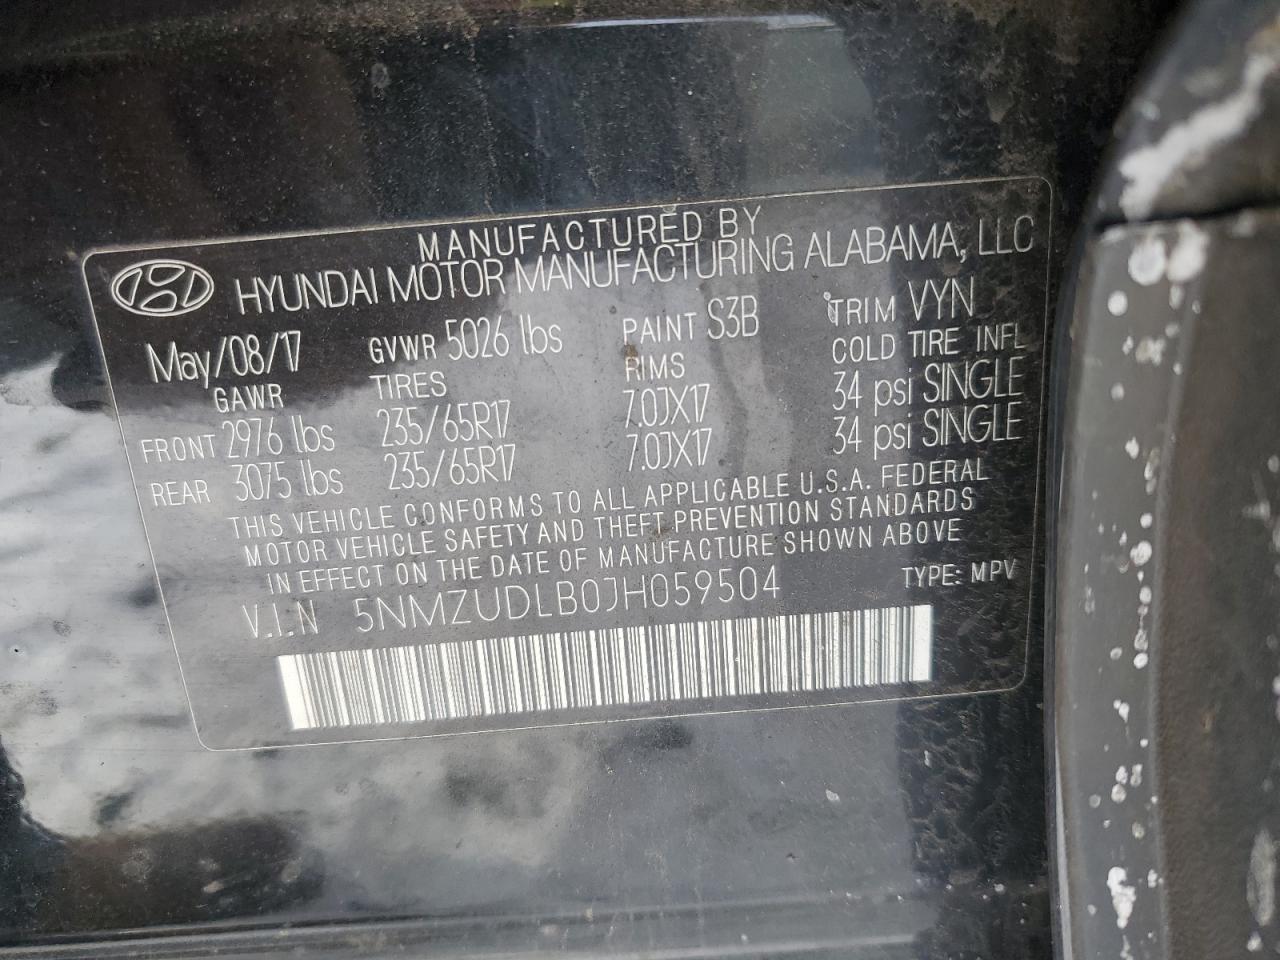 MANUFACTURED BY
HYUNDAI MOTOR MANUFACTURING ALABAMA, LLC
May/08/17 GVWR 5026 lbs PAINT S3B TRIM VYN
GAWR TIRES RIMS COLD TIRE INFL
FRONT 2976 lbs 235/65R17 7.0JX17 34 psi SINGLE
REAR 3075 lbs 235/65R17 7.0JX17 34 psi SINGLE
THIS VEHICLE CONFORMS TO ALL APPLICABLE U.S.A. FEDERAL
MOTOR VEHICLE SAFETY AND THEFT PREVENTION STANDARDS
IN EFFECT ON THE DATE OF MANUFACTURE SHOWN ABOVE
V.I.N 5NMZUDLB0JH059504 TYPE: MPV